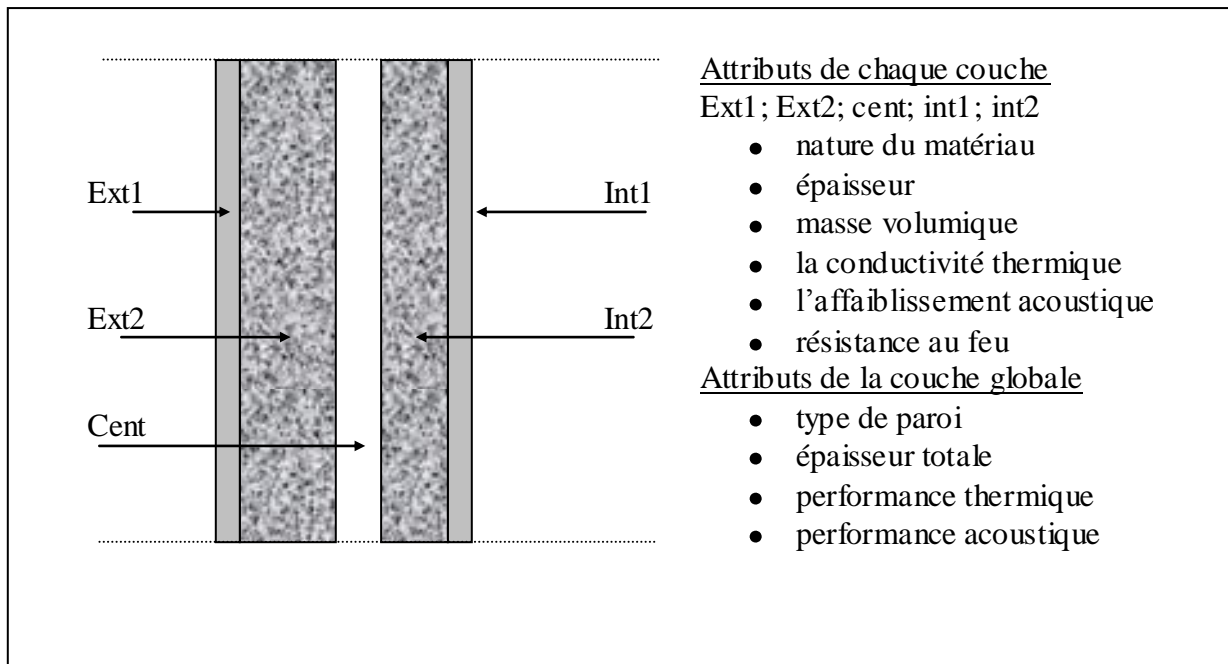 Attributs de chaque couche
Ext1; Ext2; cent; int1; int2
● nature du matériau
● épaisseur
● masse volumique
● la conductivité thermique
● l’affaiblissement acoustique
● résistance au feu
Attributs de la couche globale
● type de paroi
● épaisseur totale
● performance thermique
● performance acoustique
Ext1
Int1
Ext2
Int2
Cent